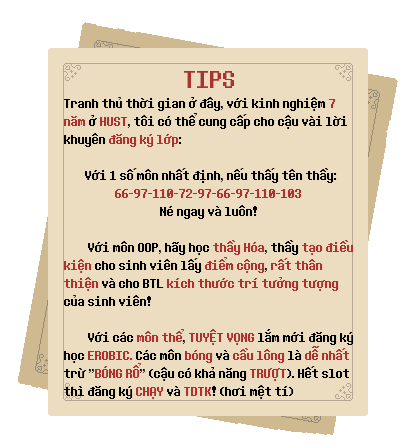 TIPS
Tranh thủ thời gian ở đây, với kinh nghiệm 7
năm ở HUST, tôi có thể cung cấp cho cậu vài lời
khuyên đăng ký lớp:
Với 1 số môn nhất định, nếu thấy tên thầy:
66-97-110-72-97-66-97-110-103
Né ngay và luôn!
Với môn OOP, hãy học thầy Hóa, thầy tạo điều
kiện cho sinh viên lấy điểm cộng, rất thân
thiện và cho BTL kích thước trí tưởng tượng
của sinh viên!
Với các môn thể, TUYỆT VỌNG lắm mới đăng ký
học EROBIC. Các môn bóng và cầu lông là dễ nhất
trừ "BÓNG RỔ" (cậu có khả năng TRƯỢT). Hết slot
thì đăng ký CHẠY và TDTK! (hơi mệt tí)